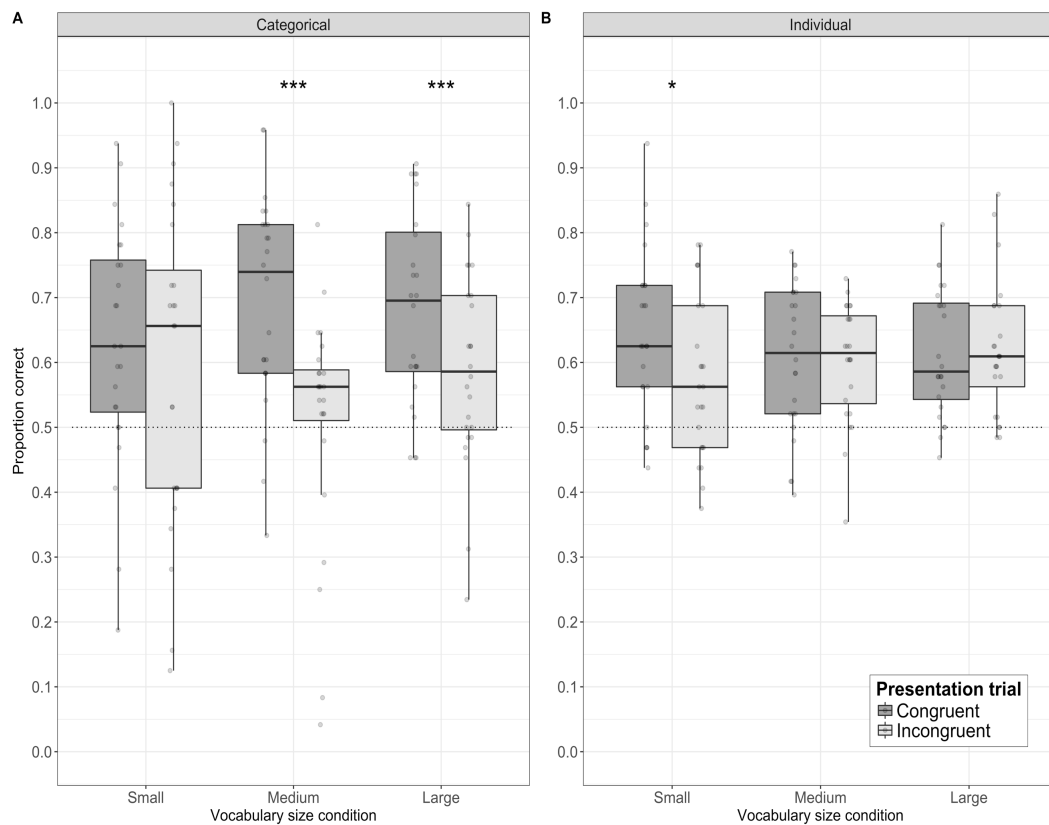 A
Categorical
*** ***
Proportion correct
1.0
0.9
0.8
0.7
0.6
0.5
0.4
0.3
0.2
0.1
0.0
Small Medium Large
Vocabulary size condition
B
Individual
*
1.0
0.9
0.8
0.7
0.6
0.5
0.4
0.3
0.2
0.1
0.0
Presentation trial
Congruent
Incongruent
Small Medium Large
Vocabulary size condition